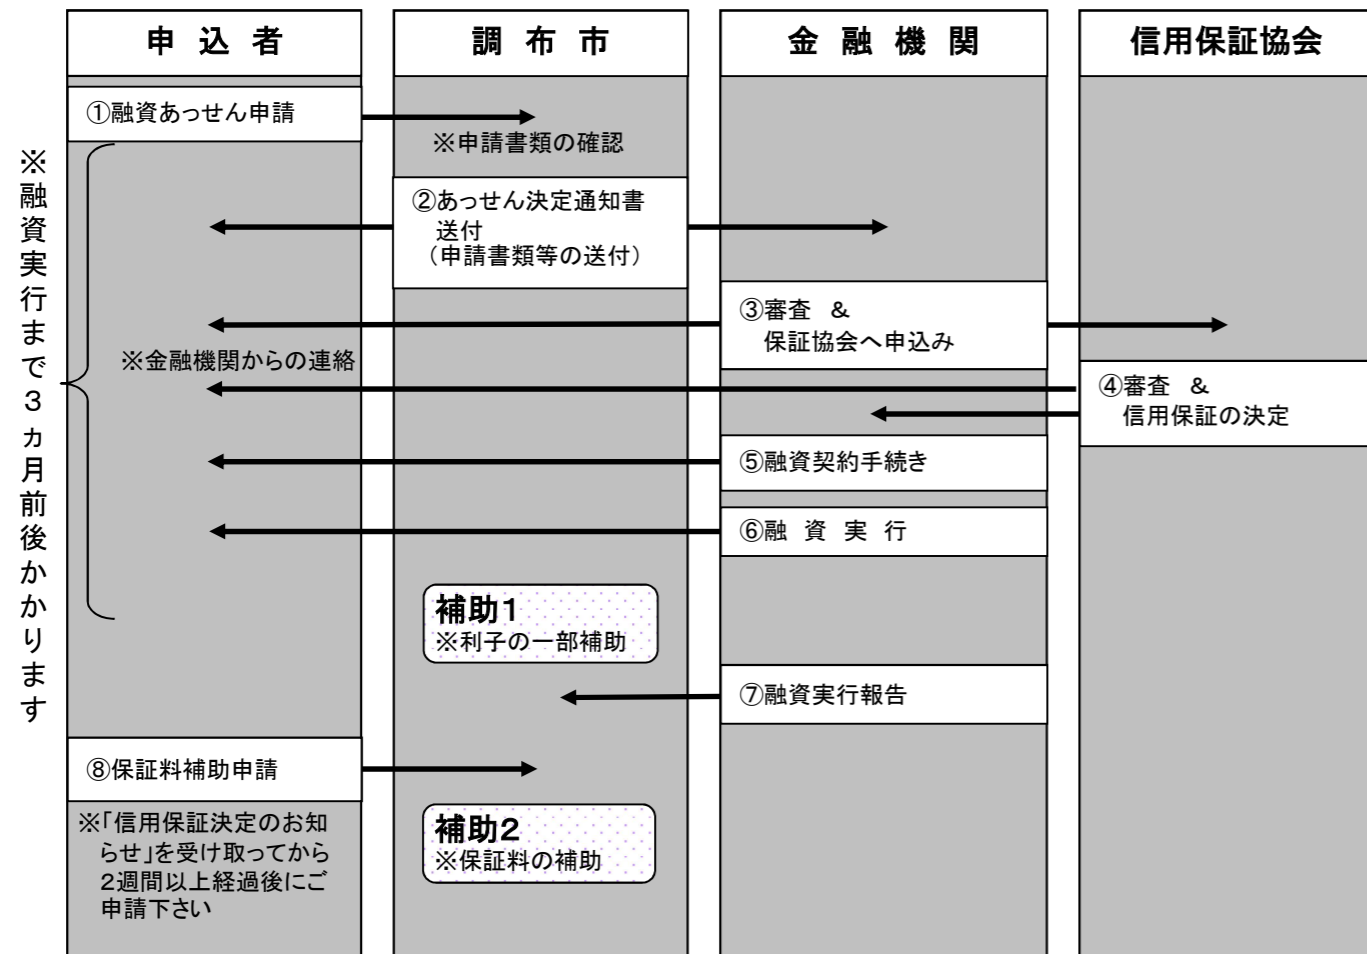 申 込 者
調 布 市
金 融 機 関
信用保証協会
①融資あっせん申請
※申請書類の確認
②あっせん決定通知書
送付
（申請書類等の送付）
③審査 ＆
保証協会へ申込み
※金融機関からの連絡
④審査 ＆
信用保証の決定
⑤融資契約手続き
⑥融 資 実 行
補助１
※利子の一部補助
⑦融資実行報告
⑧保証料補助申請
※「信用保証決定のお知
らせ」を受け取ってから
２週間以上経過後にご
申請下さい
補助２
※保証料の補助
※融資実行まで３ヵ月前後かかります